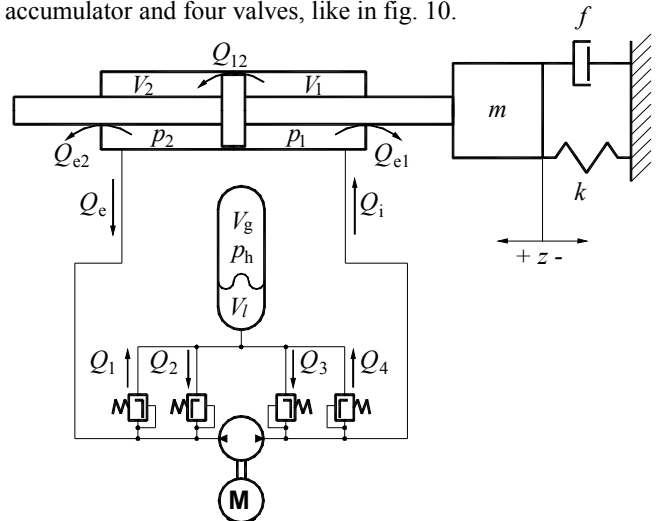 accumulator and four valves, like in fig. 10.
f
Q12
V2
V1
m
p2
p1
Qe2
Qe1
k
Qe
Qi
Vg
ph
+ z -
Vl
Q1
Q2
Q3
Q4
M